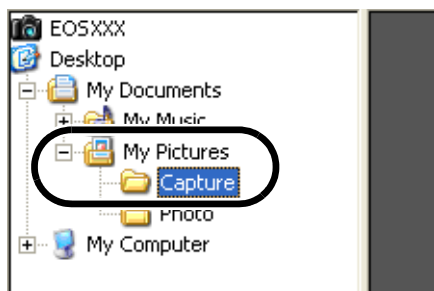 EOSXXX
Desktop
My Documents
My Music
My Pictures
Capture
Photo
My Computer